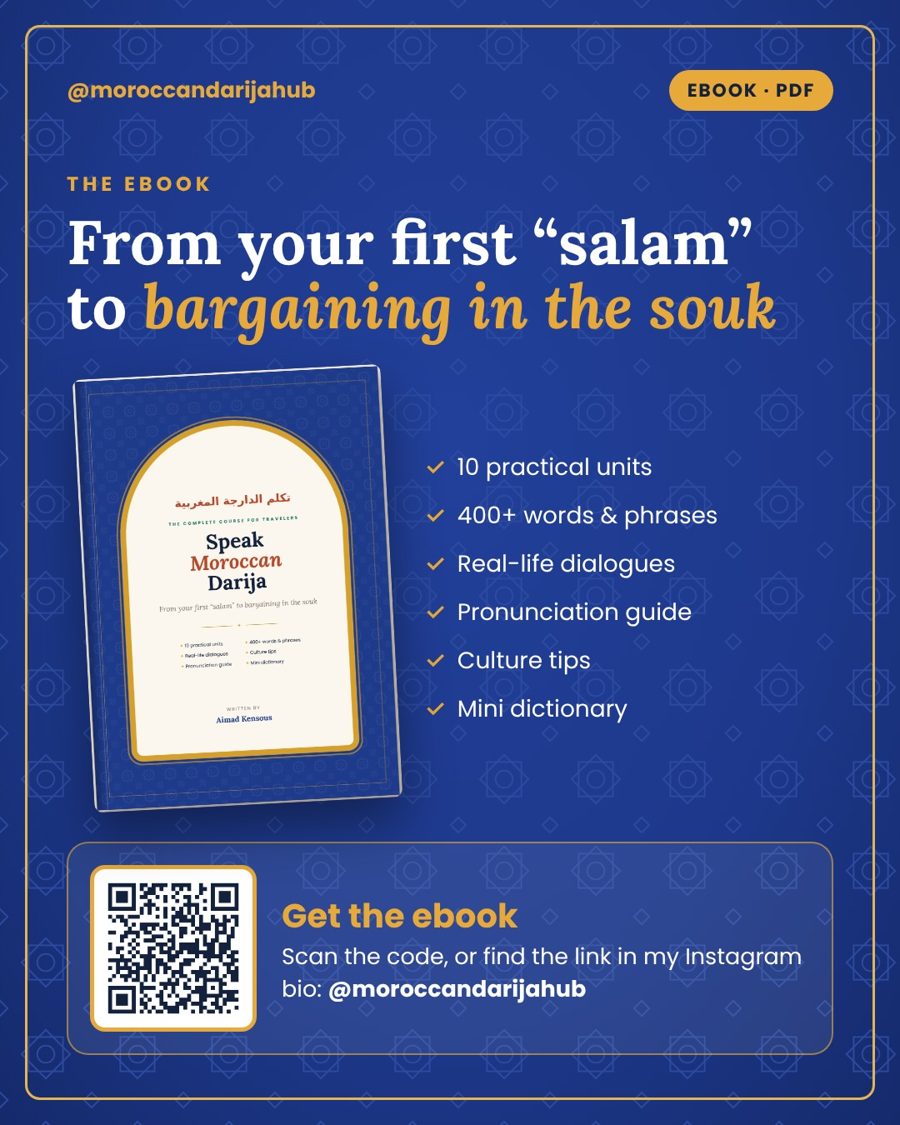 @moroccandarijahub
EBOOK · PDF
THE EBOOK
From your first “salam”
to bargaining in the souk
تكلم الدارجة المغربية
THE COMPLETE COURSE FOR TRAVELERS
Speak
Moroccan
Darija
From your first “salam” to bargaining in the souk
• 10 practical units
• 400+ words & phrases
• Real-life dialogues
• Culture tips
• Pronunciation guide
• Mini dictionary
WRITTEN BY
Aimad Kensous
10 practical units
400+ words & phrases
Real-life dialogues
Pronunciation guide
Culture tips
Mini dictionary
Get the ebook
Scan the code, or find the link in my Instagram
bio: @moroccandarijahub